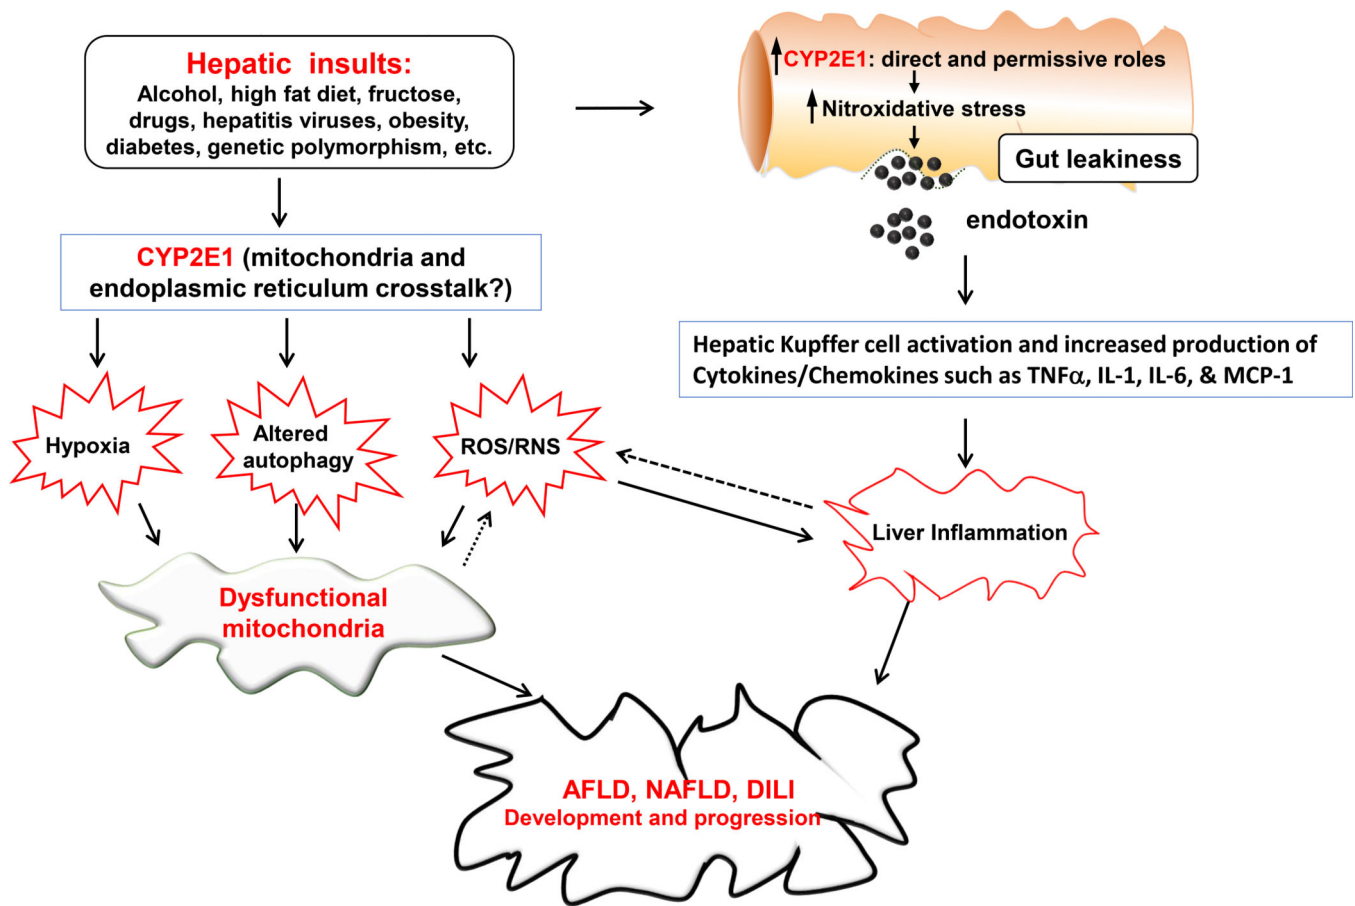 Hepatic insults:
Alcohol, high fat diet, fructose,
drugs, hepatitis viruses, obesity,
diabetes, genetic polymorphism, etc.
CYP2E1: direct and permissive roles
Nitroxidative stress
Gut leakiness
endotoxin
CYP2E1 (mitochondria and
endoplasmic reticulum crosstalk?)
Hepatic Kupffer cell activation and increased production of
Cytokines/Chemokines such as TNFα, IL-1, IL-6, & MCP-1
Hypoxia
Altered
autophagy
ROS/RNS
Liver Inflammation
Dysfunctional
mitochondria
AFLD, NAFLD, DILI
Development and progression